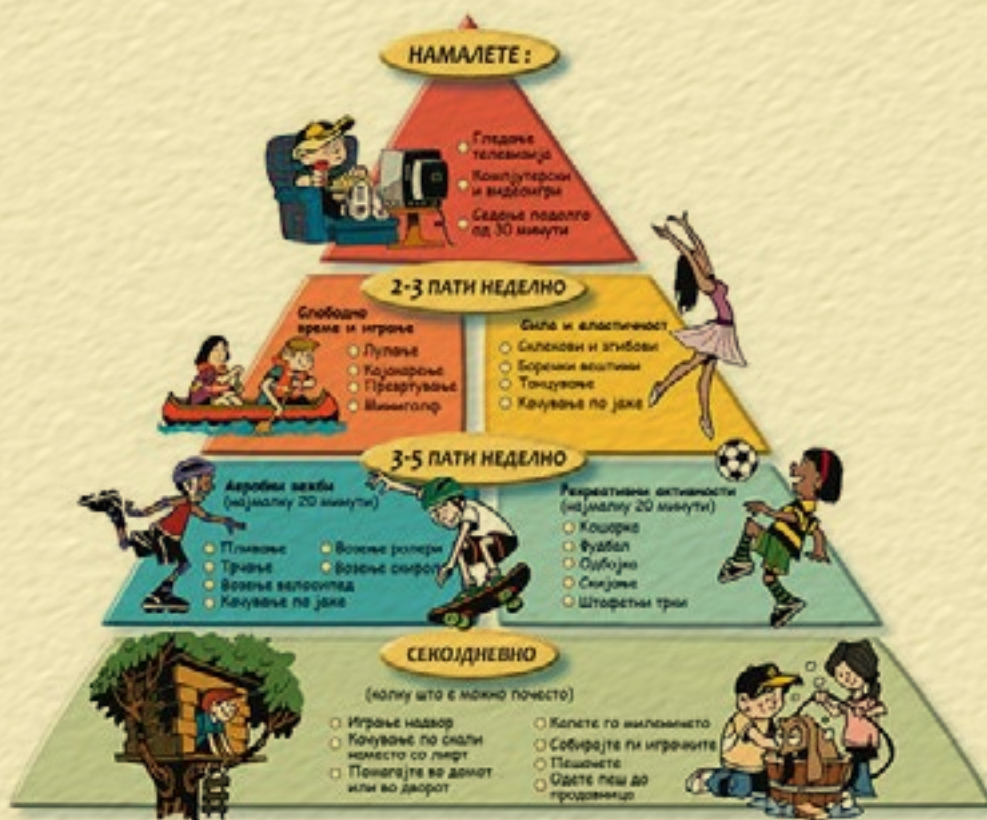 НАМАЛЕТЕ :
Гледање
телевизија
Компјутерски
и видеоигри
Седење подолго
од 30 минути
2-3 ПАТИ НЕДЕЛНО
Слободно
време и играње
Лулање
Кајакарење
Превртување
Миниголф
Сила и еластичност
Склекови и згибови
Боречки вештини
Танцување
Качување по јаже
3-5 ПАТИ НЕДЕЛНО
Аеробни вежби
(најмалку 20 минути)
Пливање
Трчање
Возење велосипед
Качување по јаже
Возење ролери
Возење скирол
Рекреативни активности
(најмалку 20 минути)
Кошарка
Фудбал
Одбојка
Скијање
Штафетни трки
СЕКОЈДНЕВНО
(колку што е можно почесто)
Играње надвор
Качување по скали
наместо со лифт
Помагајте во домот
или во дворот
Капете го миленичето
Собирајте ги играчките
Пешачете
Одете пеш до
продавница